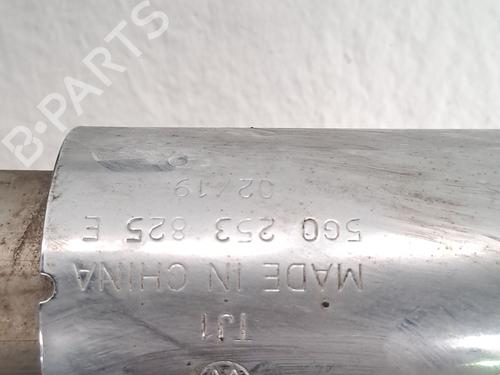 B-PARTS
TJ1
MADE IN CHINA
5G0 253 825 E
02/19